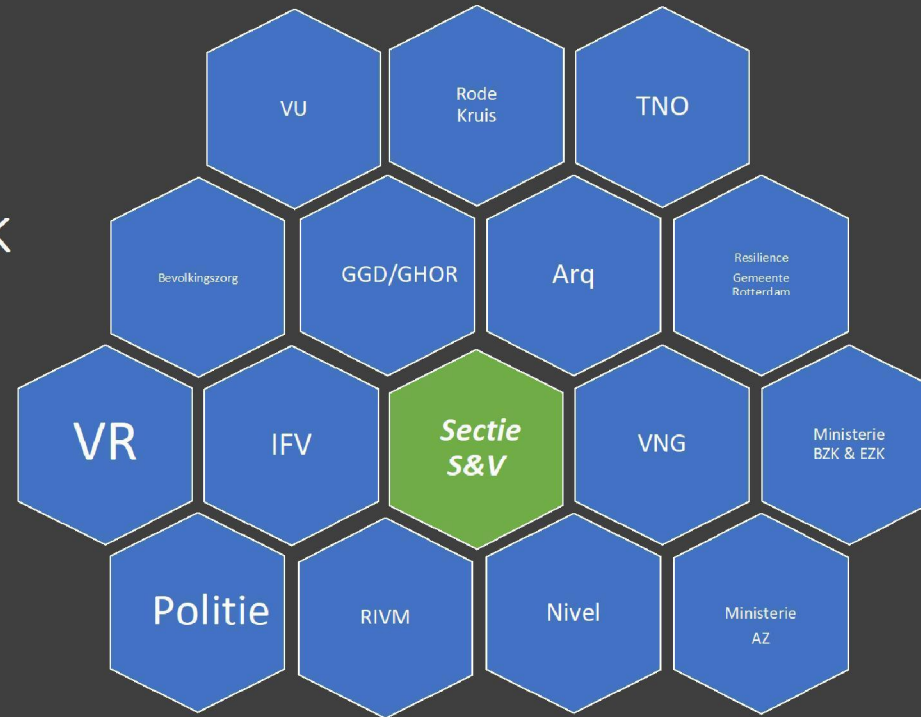 VU
Rode
Kruis
TNO
k
Bevolkingszorg
GGD/GHOR
Arq
Resilience
Gemeente
Rotterdam
VR
IFV
Sectie
S&V
VNG
Ministerie
BZK & EZK
Politie
RIVM
Nivel
Ministerie
AZ